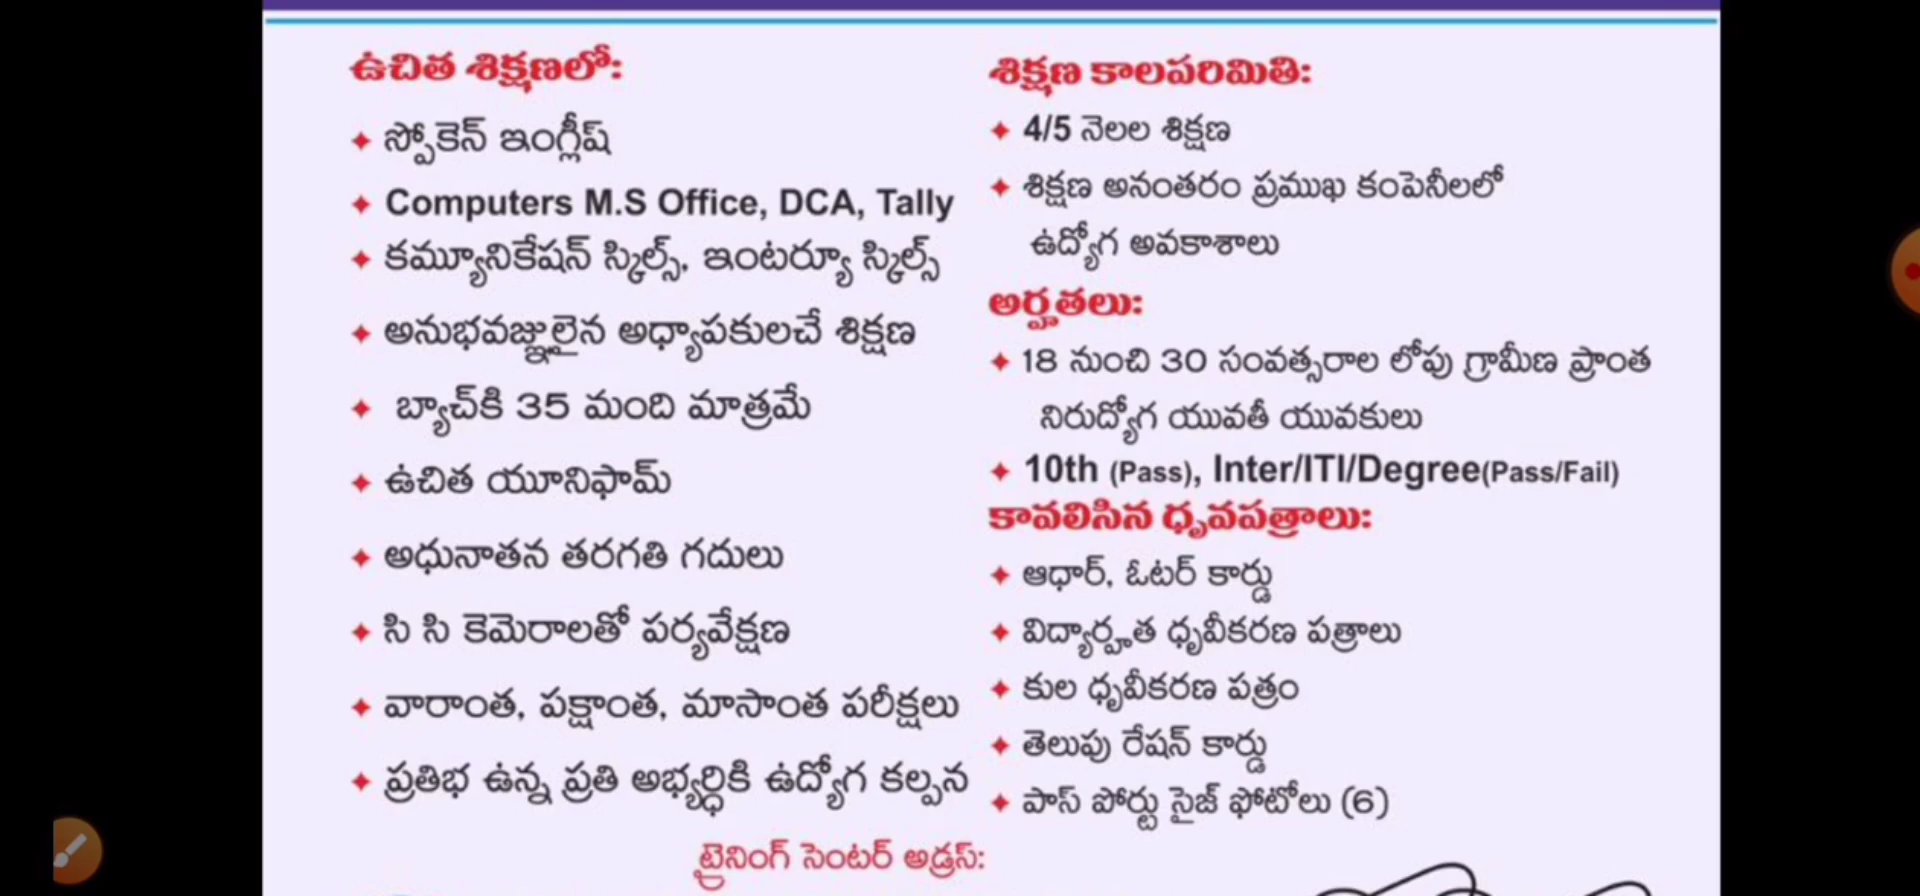 ఉచిత శిక్షణలో:
స్పోకెన్ ఇంగ్లీష్
Computers M.S Office, DCA, Tally
కమ్యూనికేషన్ స్కిల్స్, ఇంటర్యూ స్కిల్స్
అనుభవజ్ఞులైన అధ్యాపకులచే శిక్షణ
బ్యాచ్‌కి 35 మంది మాత్రమే
ఉచిత యూనిఫామ్
అధునాతన తరగతి గదులు
సి సి కెమెరాలతో పర్యవేక్షణ
వారాంత, పక్షాంత, మాసాంత పరీక్షలు
ప్రతిభ ఉన్న ప్రతి అభ్యర్ధికి ఉద్యోగ కల్పన
శిక్షణ కాలపరిమితి:
4/5 నెలల శిక్షణ
శిక్షణ అనంతరం ప్రముఖ కంపెనీలలో
ఉద్యోగ అవకాశాలు
అర్హతలు:
18 నుంచి 30 సంవత్సరాల లోపు గ్రామీణ ప్రాంత
నిరుద్యోగ యువతీ యువకులు
10th (Pass), Inter/ITI/Degree(Pass/Fail)
కావలిసిన ధృవపత్రాలు:
ఆధార్, ఓటర్ కార్డు
విద్యార్హత ధృవీకరణ పత్రాలు
కుల ధృవీకరణ పత్రం
తెలుపు రేషన్ కార్డు
పాస్ పోర్టు సైజ్ ఫోటోలు (6)
ట్రైనింగ్ సెంటర్ అడ్రస్: